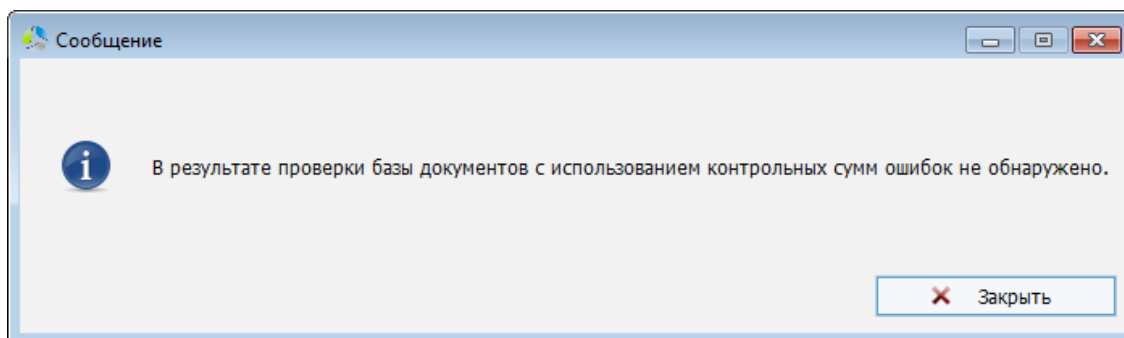 Сообщение
В результате проверки базы документов с использованием контрольных сумм ошибок не обнаружено.
Закрыть